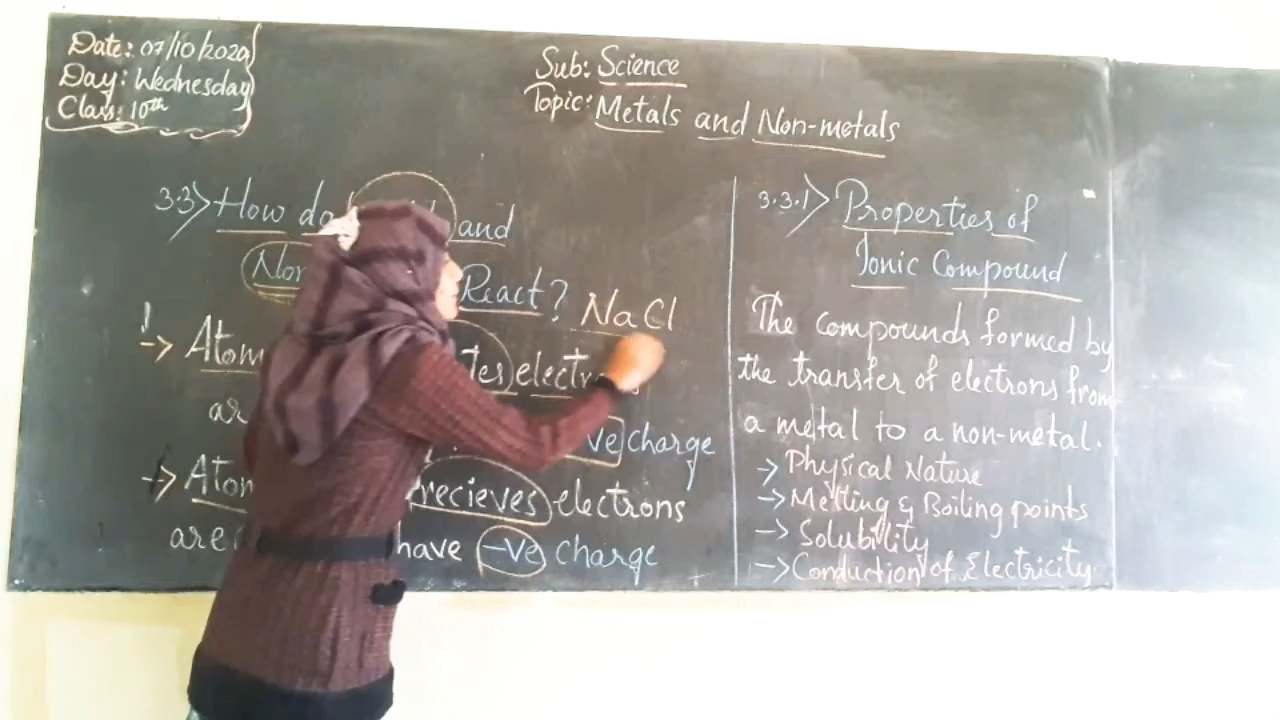 Date: 07/10/2020
Day: Wednesday
Class: 10th
Sub: Science
Topic: Metals and Non-metals
3.3> How do and
React? NaCl
charge
recieves electrons
are have -ve charge
3.3.1> Properties of
Ionic Compound
The compounds formed by
the transfer of electrons from
a metal to a non-metal.
-> Physical Nature
-> Melting & Boiling points
-> Solubility
-> Conduction of Electricity.